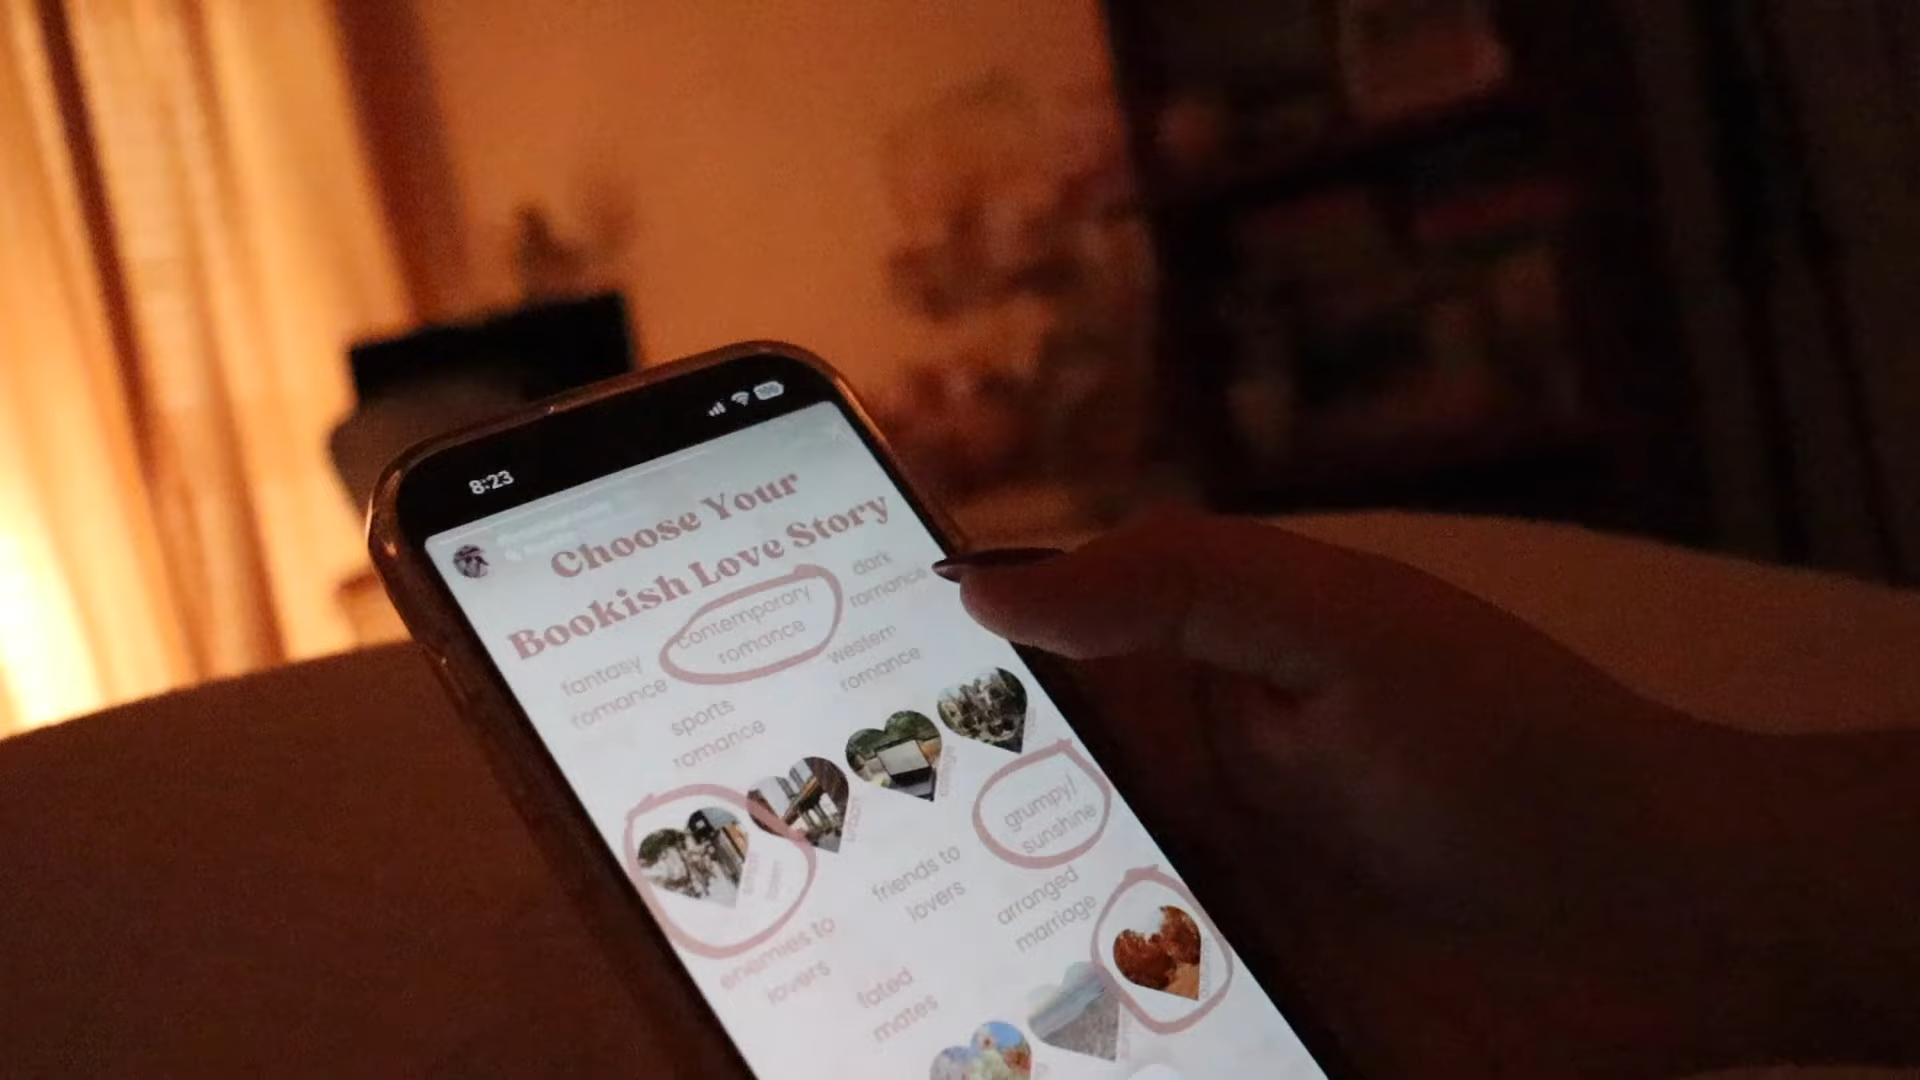 8:23
Choose Your
Bookish Love Story
fantasy
romance
contemporary
romance
dark
romance
sports
romance
western
romance
enemies to
lovers
friends to
lovers
grumpy/
sunshine
fated
mates
arranged
marriage